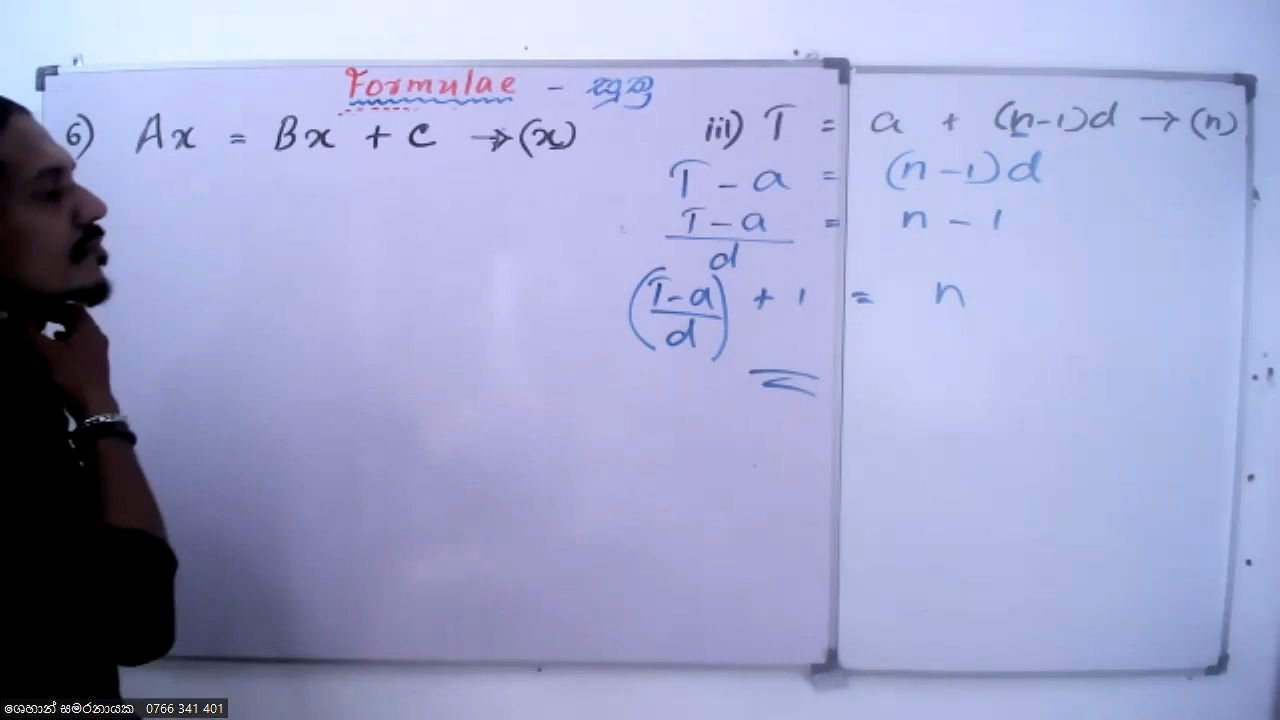 Formulae - සූත්‍ර
6) Ax = Bx + C → (x)
iii) T = a + (n-1)d → (n)
T - a = (n-1)d
T-a/d = n - 1
(T-a/d) + 1 = n
ශෙහාන් සමරනායක 0766 341 401